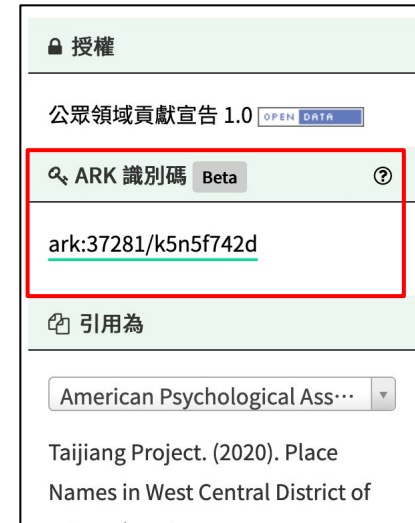 授權
公眾領域貢獻宣告 1.0 OPEN DATA
ARK 識別碼 Beta
ark:37281/k5n5f742d
引用為
American Psychological Ass…
Taijiang Project. (2020). Place
Names in West Central District of